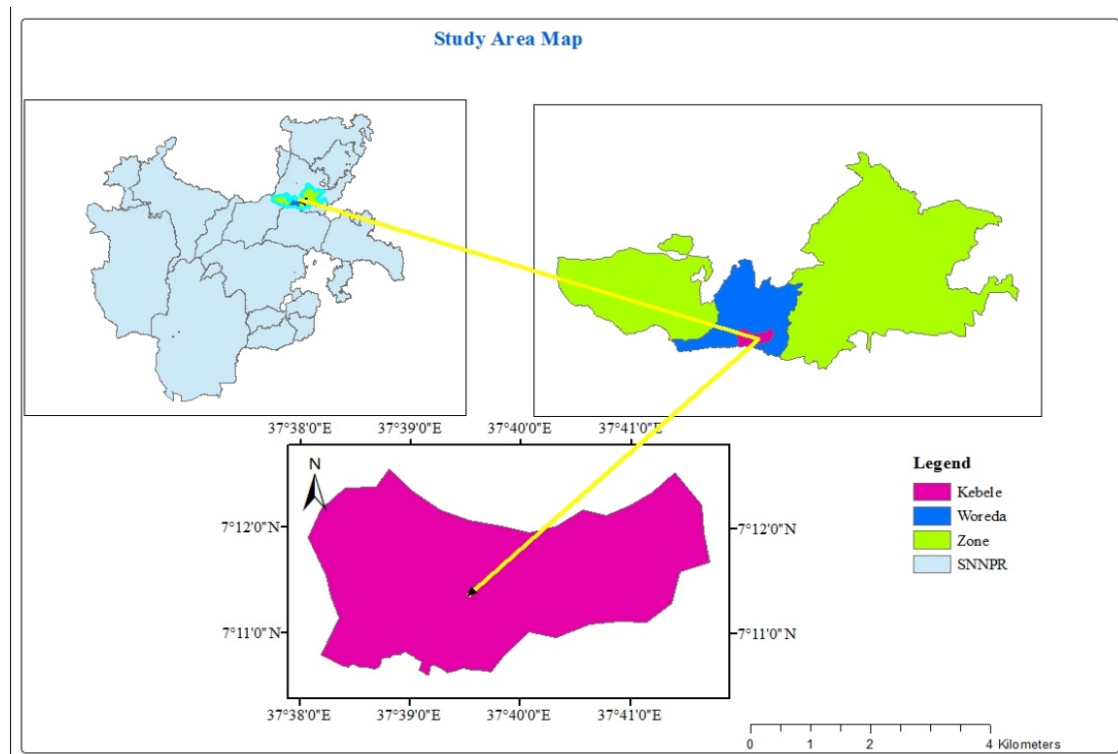 Study Area Map
37°38'0"E 37°39'0"E 37°40'0"E 37°41'0"E
N
7°12'0"N 7°12'0"N
7°11'0"N 7°11'0"N
37°38'0"E 37°39'0"E 37°40'0"E 37°41'0"E
Legend
Kebele
Woreda
Zone
SNNPR
0 1 2 4 Kilometers